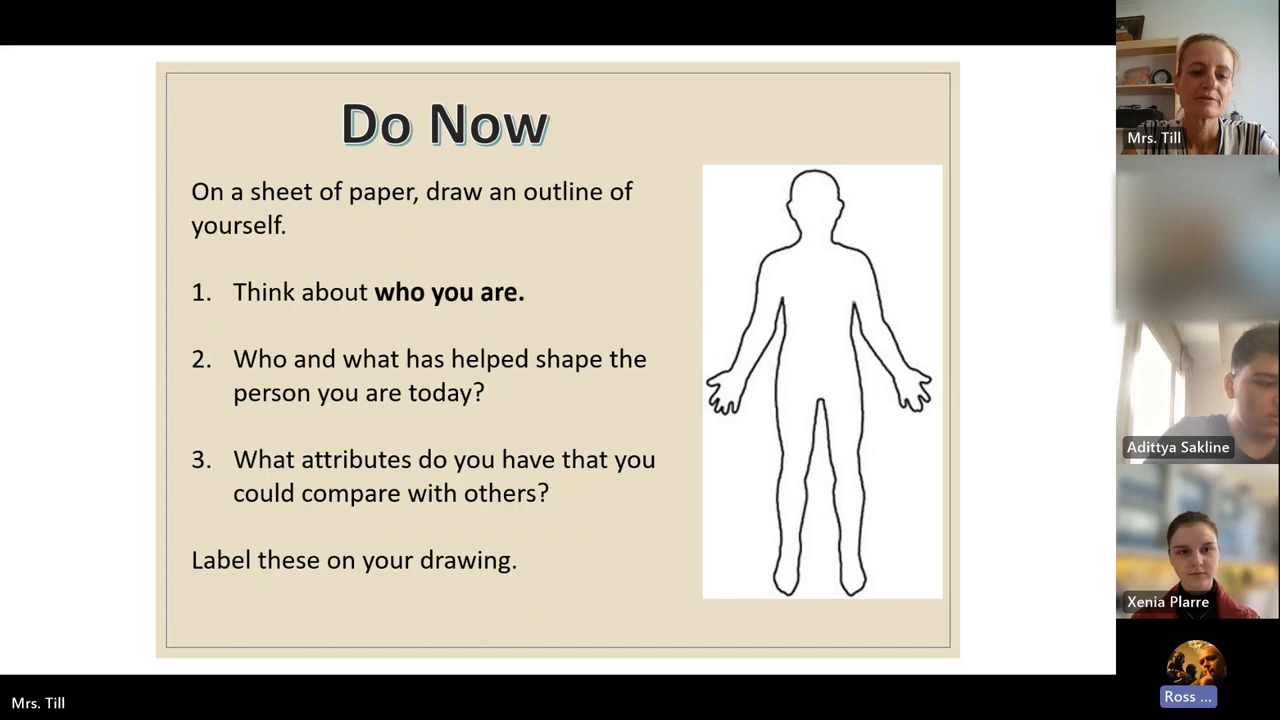 Do Now
On a sheet of paper, draw an outline of
yourself.
1. Think about who you are.
2. Who and what has helped shape the
person you are today?
3. What attributes do you have that you
could compare with others?
Label these on your drawing.
Mrs. Till
Adittya Sakline
Xenia Plarre
Ross ...
Mrs. Till